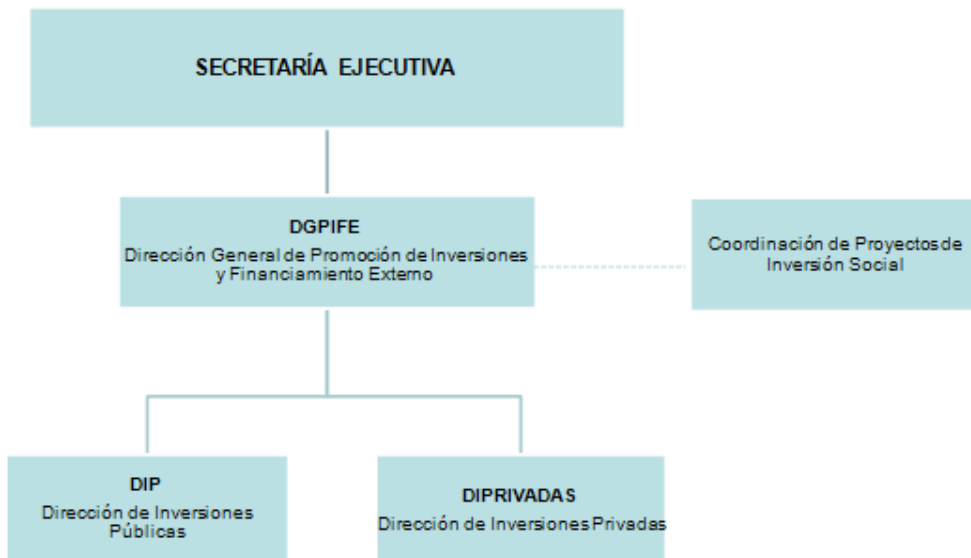 SECRETARÍA EJECUTIVA
DGPIFE
Dirección General de Promoción de Inversiones
y Financiamiento Externo
Coordinación de Proyectos de
Inversión Social
DIP
Dirección de Inversiones
Públicas
DIPRIVADAS
Dirección de Inversiones Privadas